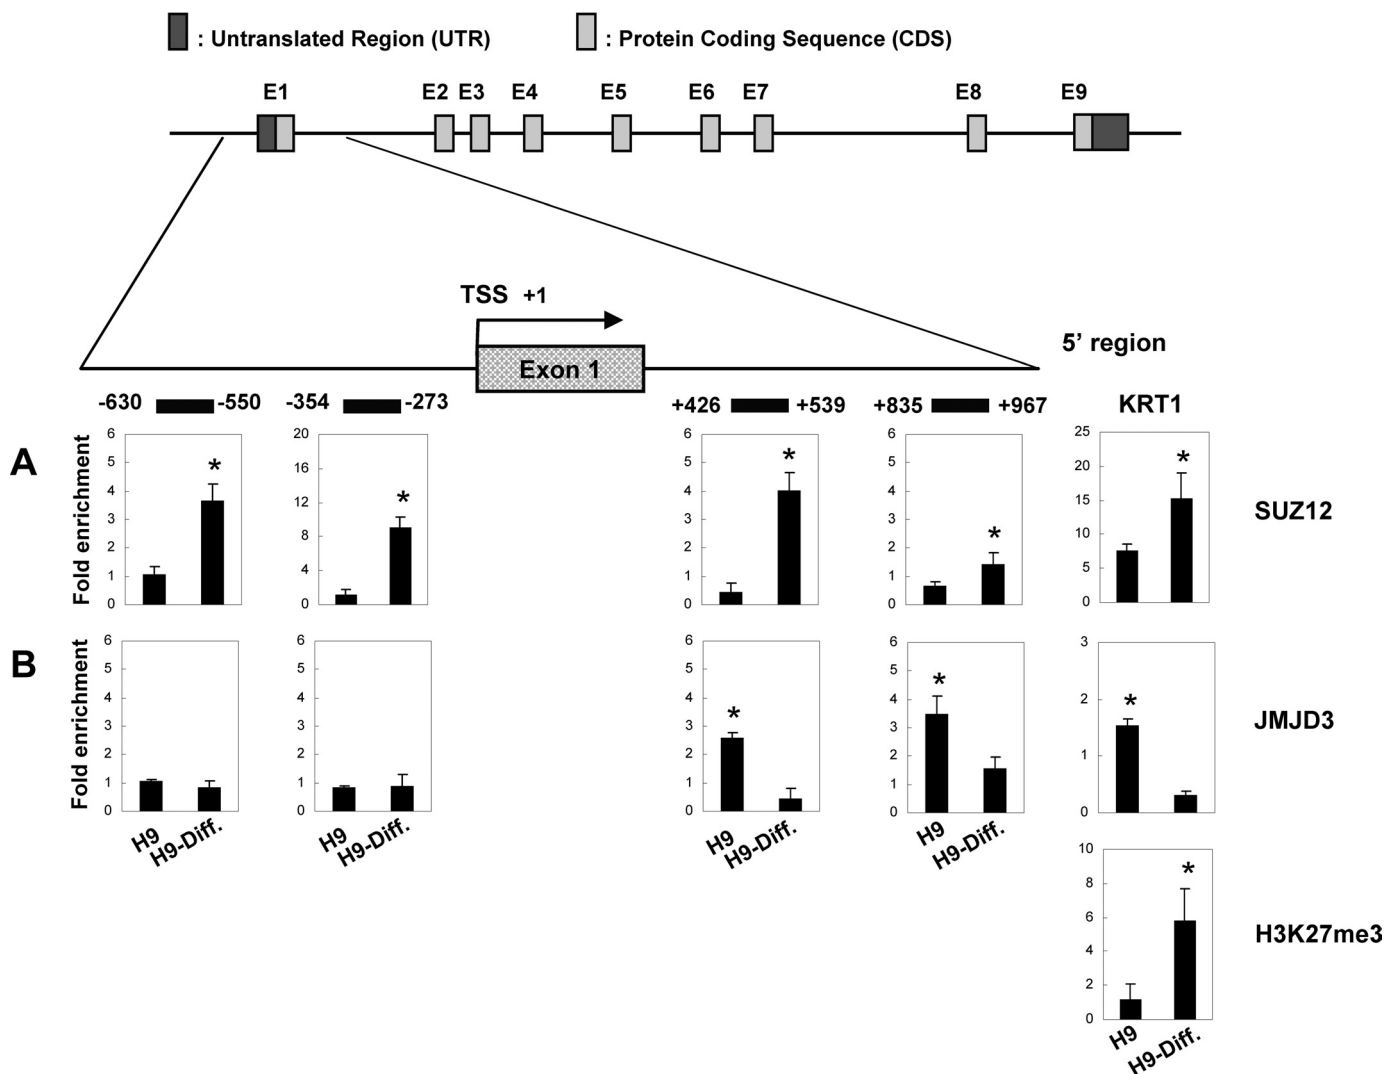 : Untranslated Region (UTR) : Protein Coding Sequence (CDS)
E1 E2 E3 E4 E5 E6 E7 E8 E9
TSS +1
5’ region
Exon 1
-630 -550 -354 -273 +426 +539 +835 +967 KRT1
A
Fold enrichment
6 5 4 3 2 1 0
*
20 16 12 8 4 0
*
6 5 4 3 2 1 0
*
6 5 4 3 2 1 0
*
25 20 15 10 5 0
*
SUZ12
B
Fold enrichment
6 5 4 3 2 1 0
6 5 4 3 2 1 0
6 5 4 3 2 1 0
*
6 5 4 3 2 1 0
*
3 2 1 0
*
JMJD3
H9 H9-Diff. H9 H9-Diff. H9 H9-Diff. H9 H9-Diff.
10 8 6 4 2 0
*
H3K27me3
H9 H9-Diff.